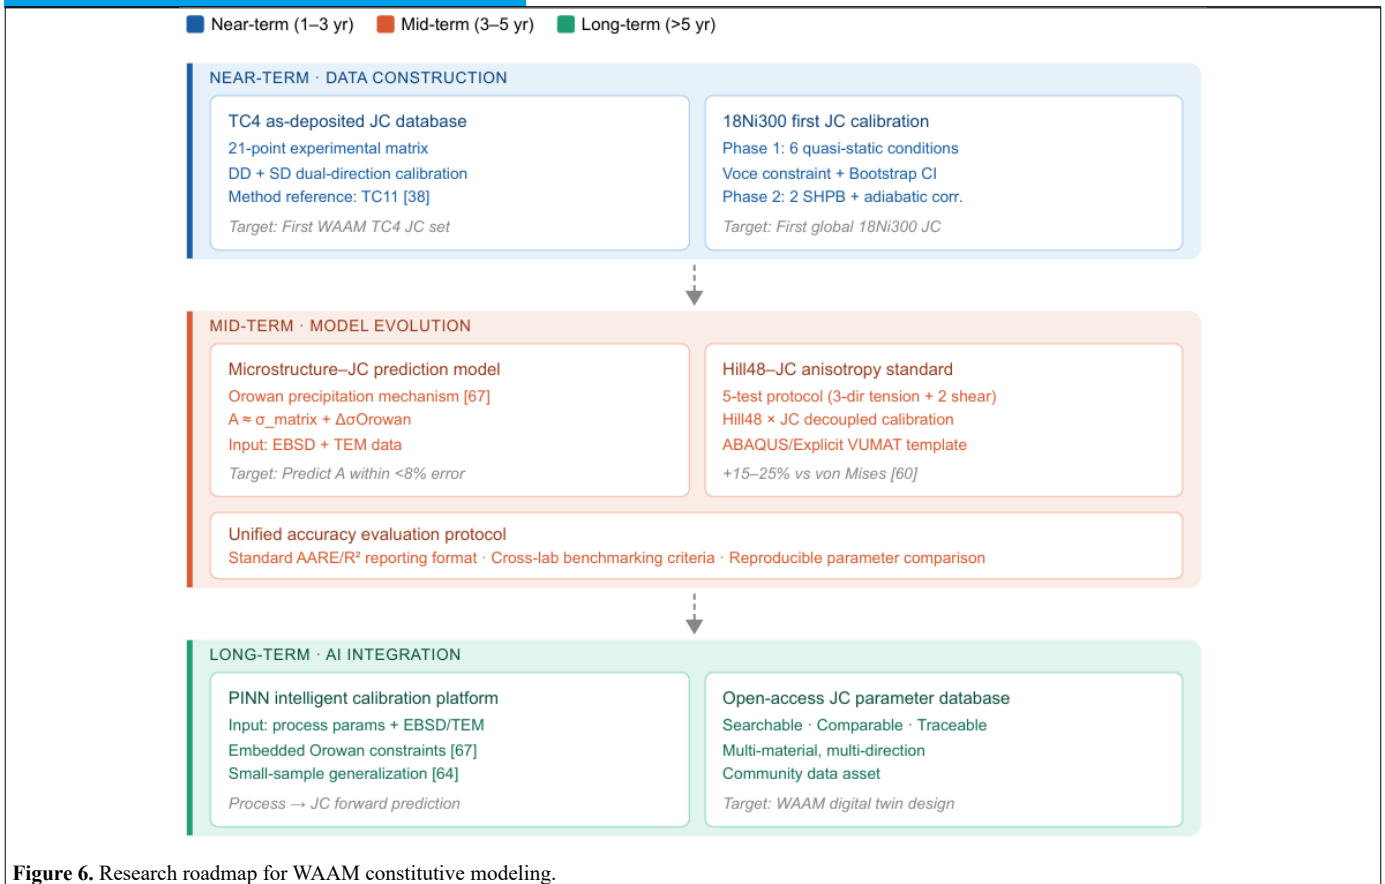 Near-term (1–3 yr) Mid-term (3–5 yr) Long-term (>5 yr)
NEAR-TERM · DATA CONSTRUCTION
TC4 as-deposited JC database
21-point experimental matrix
DD + SD dual-direction calibration
Method reference: TC11 [38]
Target: First WAAM TC4 JC set
18Ni300 first JC calibration
Phase 1: 6 quasi-static conditions
Voce constraint + Bootstrap CI
Phase 2: 2 SHPB + adiabatic corr.
Target: First global 18Ni300 JC
MID-TERM · MODEL EVOLUTION
Microstructure–JC prediction model
Orowan precipitation mechanism [67]
A ≈ σ_matrix + ΔσOrowan
Input: EBSD + TEM data
Target: Predict A within <8% error
Hill48–JC anisotropy standard
5-test protocol (3-dir tension + 2 shear)
Hill48 × JC decoupled calibration
ABAQUS/Explicit VUMAT template
+15–25% vs von Mises [60]
Unified accuracy evaluation protocol
Standard AARE/R² reporting format · Cross-lab benchmarking criteria · Reproducible parameter comparison
LONG-TERM · AI INTEGRATION
PINN intelligent calibration platform
Input: process params + EBSD/TEM
Embedded Orowan constraints [67]
Small-sample generalization [64]
Process → JC forward prediction
Open-access JC parameter database
Searchable · Comparable · Traceable
Multi-material, multi-direction
Community data asset
Target: WAAM digital twin design
Figure 6. Research roadmap for WAAM constitutive modeling.